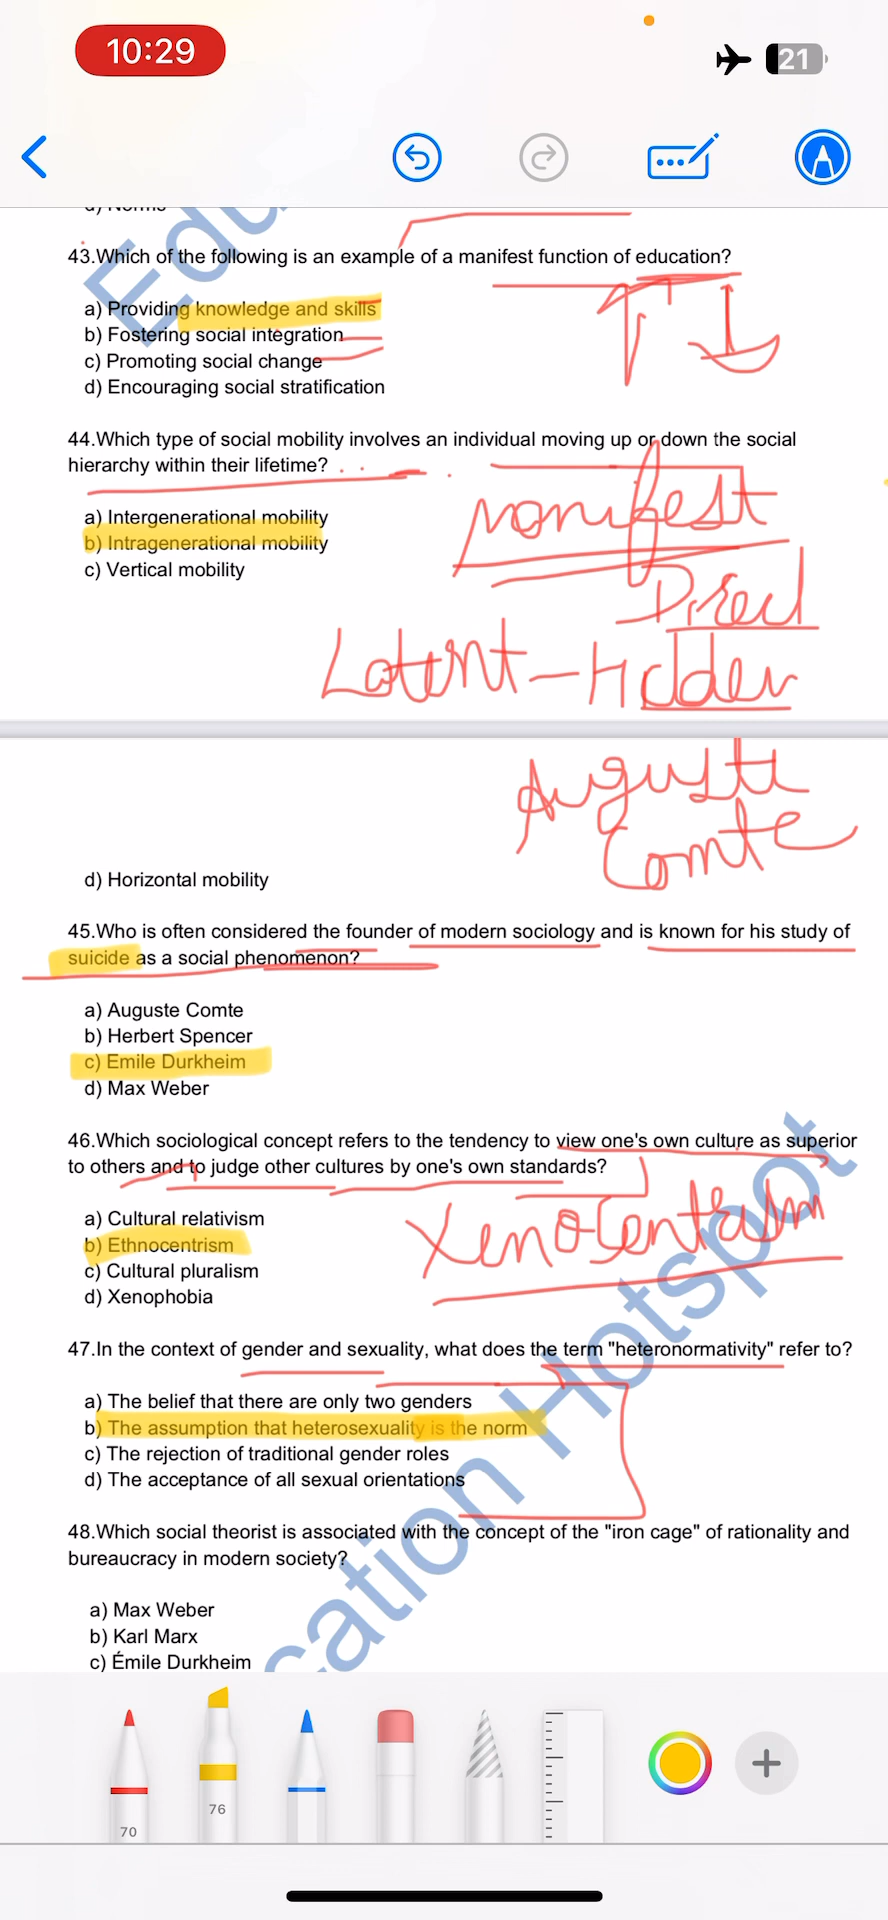 10:29
21
d) Norms
43.Which of the following is an example of a manifest function of education?
a) Providing knowledge and skills
b) Fostering social integration
c) Promoting social change
d) Encouraging social stratification
44.Which type of social mobility involves an individual moving up or down the social
hierarchy within their lifetime?
a) Intergenerational mobility
b) Intragenerational mobility
c) Vertical mobility
Manifest
Direct
Latent - Hidden
Auguste
Comte
d) Horizontal mobility
45.Who is often considered the founder of modern sociology and is known for his study of
suicide as a social phenomenon?
a) Auguste Comte
b) Herbert Spencer
c) Emile Durkheim
d) Max Weber
46.Which sociological concept refers to the tendency to view one's own culture as superior
to others and to judge other cultures by one's own standards?
a) Cultural relativism
b) Ethnocentrism
c) Cultural pluralism
d) Xenophobia
Xenocentrism
47.In the context of gender and sexuality, what does the term "heteronormativity" refer to?
a) The belief that there are only two genders
b) The assumption that heterosexuality is the norm
c) The rejection of traditional gender roles
d) The acceptance of all sexual orientations
48.Which social theorist is associated with the concept of the "iron cage" of rationality and
bureaucracy in modern society?
a) Max Weber
b) Karl Marx
c) Émile Durkheim
Edu
cation Hotspot
70
76